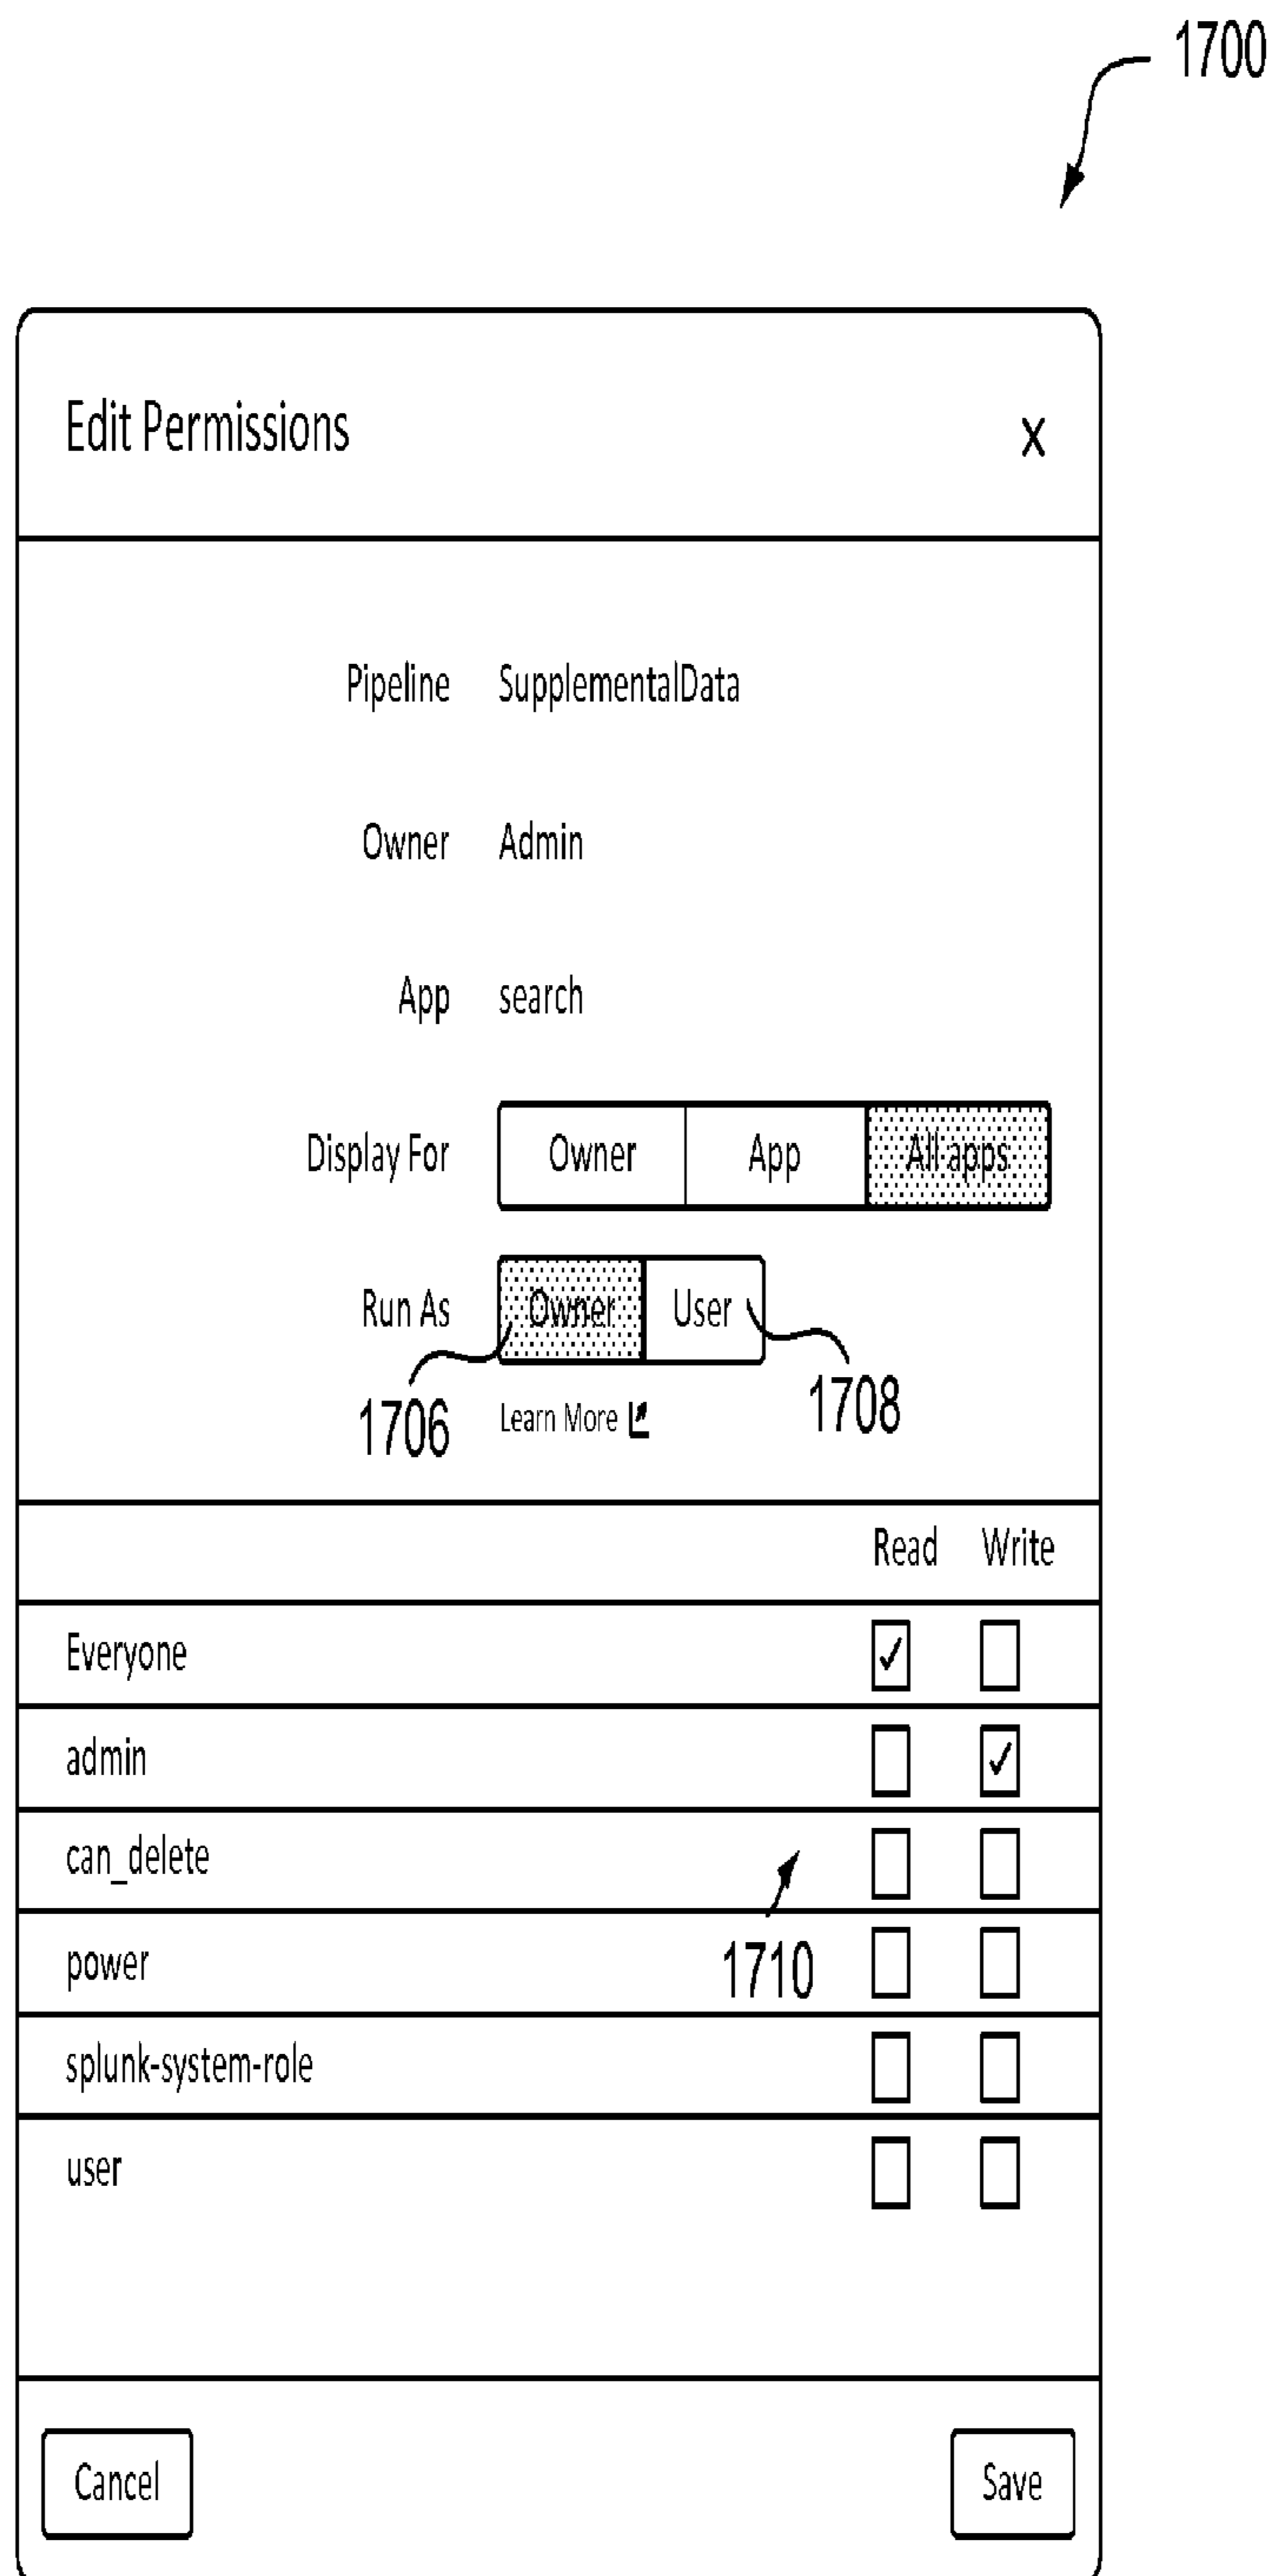 1700
Edit Permissions X
Pipeline SupplementalData
Owner Admin
App search
Display For Owner App All apps
Run As Owner User
1706 Learn More 1708
Read Write
Everyone
admin
can_delete
power 1710
splunk-system-role
user
Cancel Save